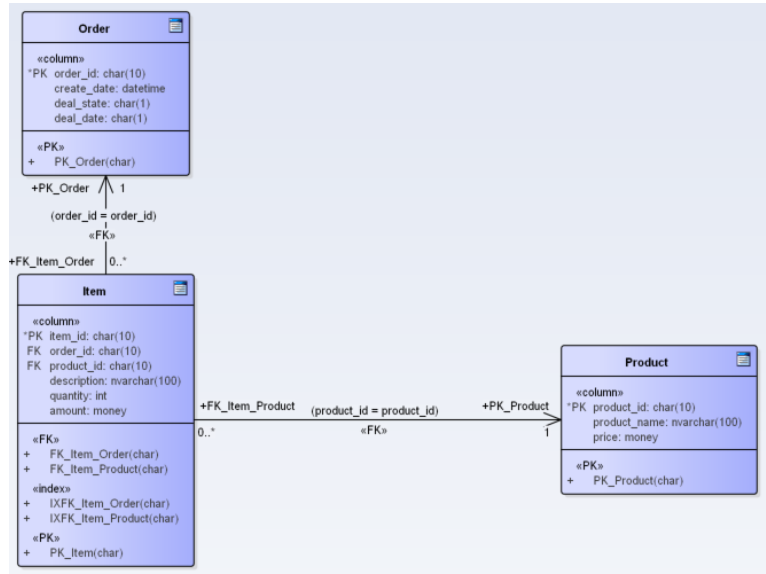 Order
«column»
*PK order_id: char(10)
create_date: datetime
deal_state: char(1)
deal_date: char(1)
«PK»
+ PK_Order(char)
+PK_Order 1
(order_id = order_id)
«FK»
+FK_Item_Order 0..*
Item
«column»
*PK item_id: char(10)
FK order_id: char(10)
FK product_id: char(10)
description: nvarchar(100)
quantity: int
amount: money
«FK»
+ FK_Item_Order(char)
+ FK_Item_Product(char)
«index»
+ IXFK_Item_Order(char)
+ IXFK_Item_Product(char)
«PK»
+ PK_Item(char)
+FK_Item_Product (product_id = product_id) +PK_Product
0..* «FK» 1
Product
«column»
*PK product_id: char(10)
product_name: nvarchar(100)
price: money
«PK»
+ PK_Product(char)